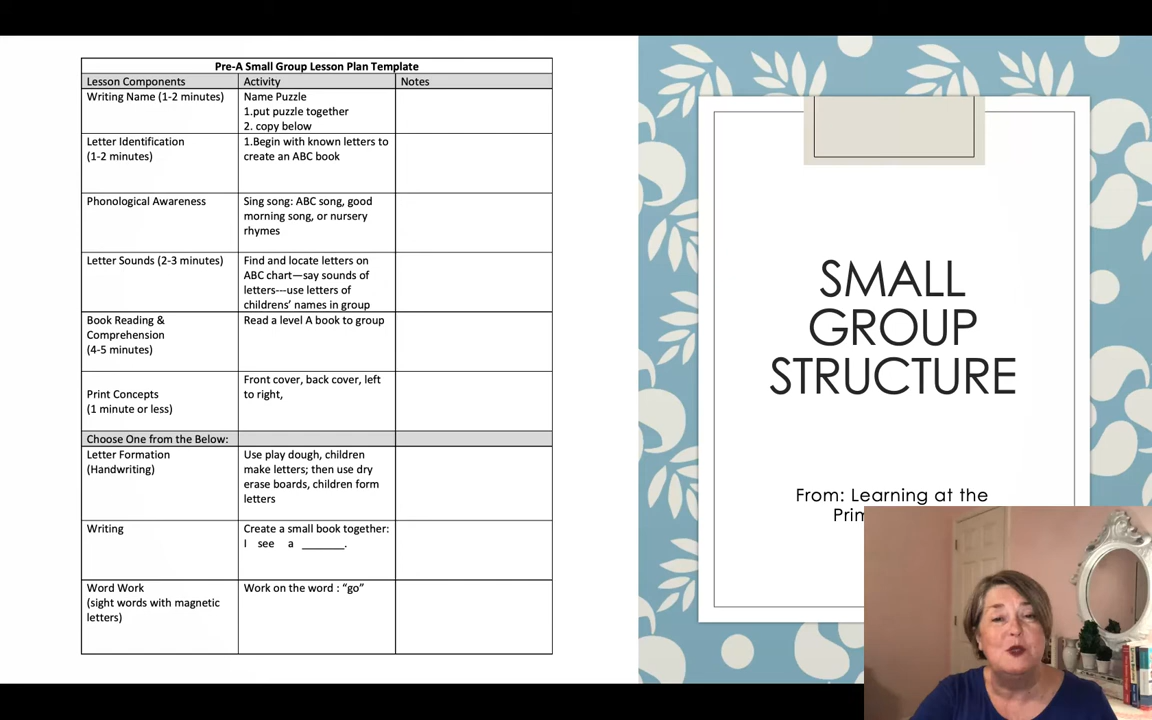 Pre-A Small Group Lesson Plan Template
Lesson Components
Activity
Notes
Writing Name (1-2 minutes)
Name Puzzle
1.put puzzle together
2. copy below
Letter Identification
(1-2 minutes)
1.Begin with known letters to
create an ABC book
Phonological Awareness
Sing song: ABC song, good
morning song, or nursery
rhymes
Letter Sounds (2-3 minutes)
Find and locate letters on
ABC chart—say sounds of
letters---use letters of
childrens’ names in group
Book Reading &
Comprehension
(4-5 minutes)
Read a level A book to group
Print Concepts
(1 minute or less)
Front cover, back cover, left
to right,
Choose One from the Below:
Letter Formation
(Handwriting)
Use play dough, children
make letters; then use dry
erase boards, children form
letters
Writing
Create a small book together:
I see a ______.
Word Work
(sight words with magnetic
letters)
Work on the word : “go”
SMALL
GROUP
STRUCTURE
From: Learning at the